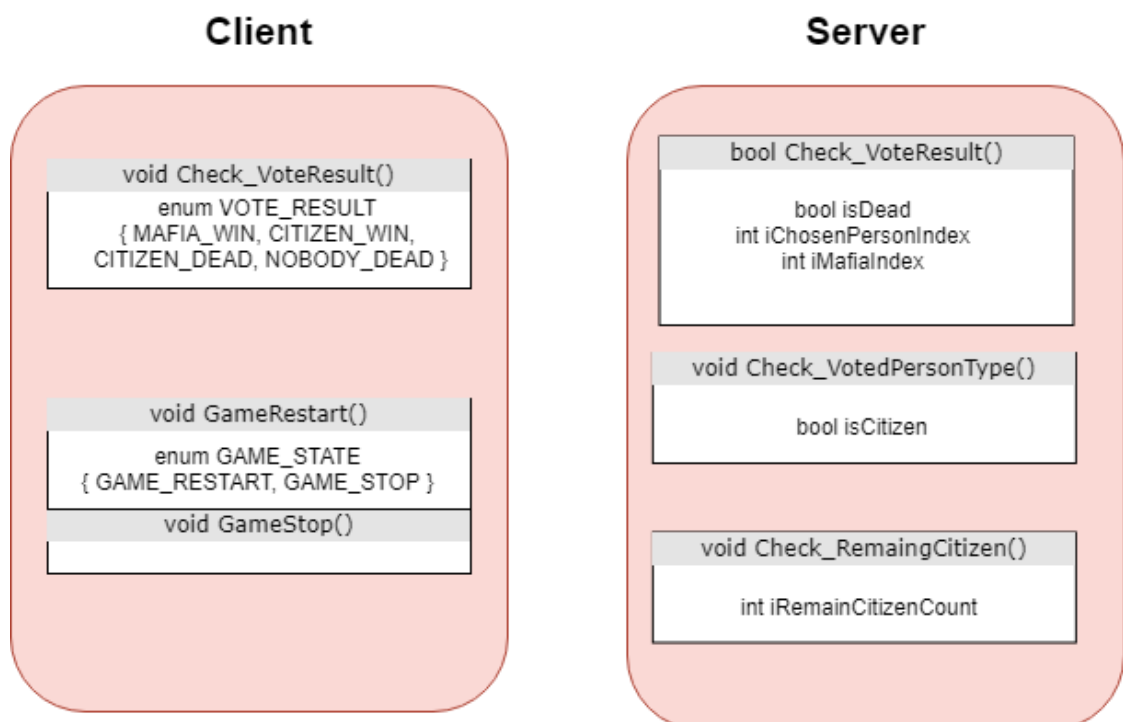 Client
void Check_VoteResult()
enum VOTE_RESULT
{ MAFIA_WIN, CITIZEN_WIN,
CITIZEN_DEAD, NOBODY_DEAD }
void GameRestart()
enum GAME_STATE
{ GAME_RESTART, GAME_STOP }
void GameStop()
Server
bool Check_VoteResult()
bool isDead
int iChosenPersonIndex
int iMafiaIndex
void Check_VotedPersonType()
bool isCitizen
void Check_RemaingCitizen()
int iRemainCitizenCount